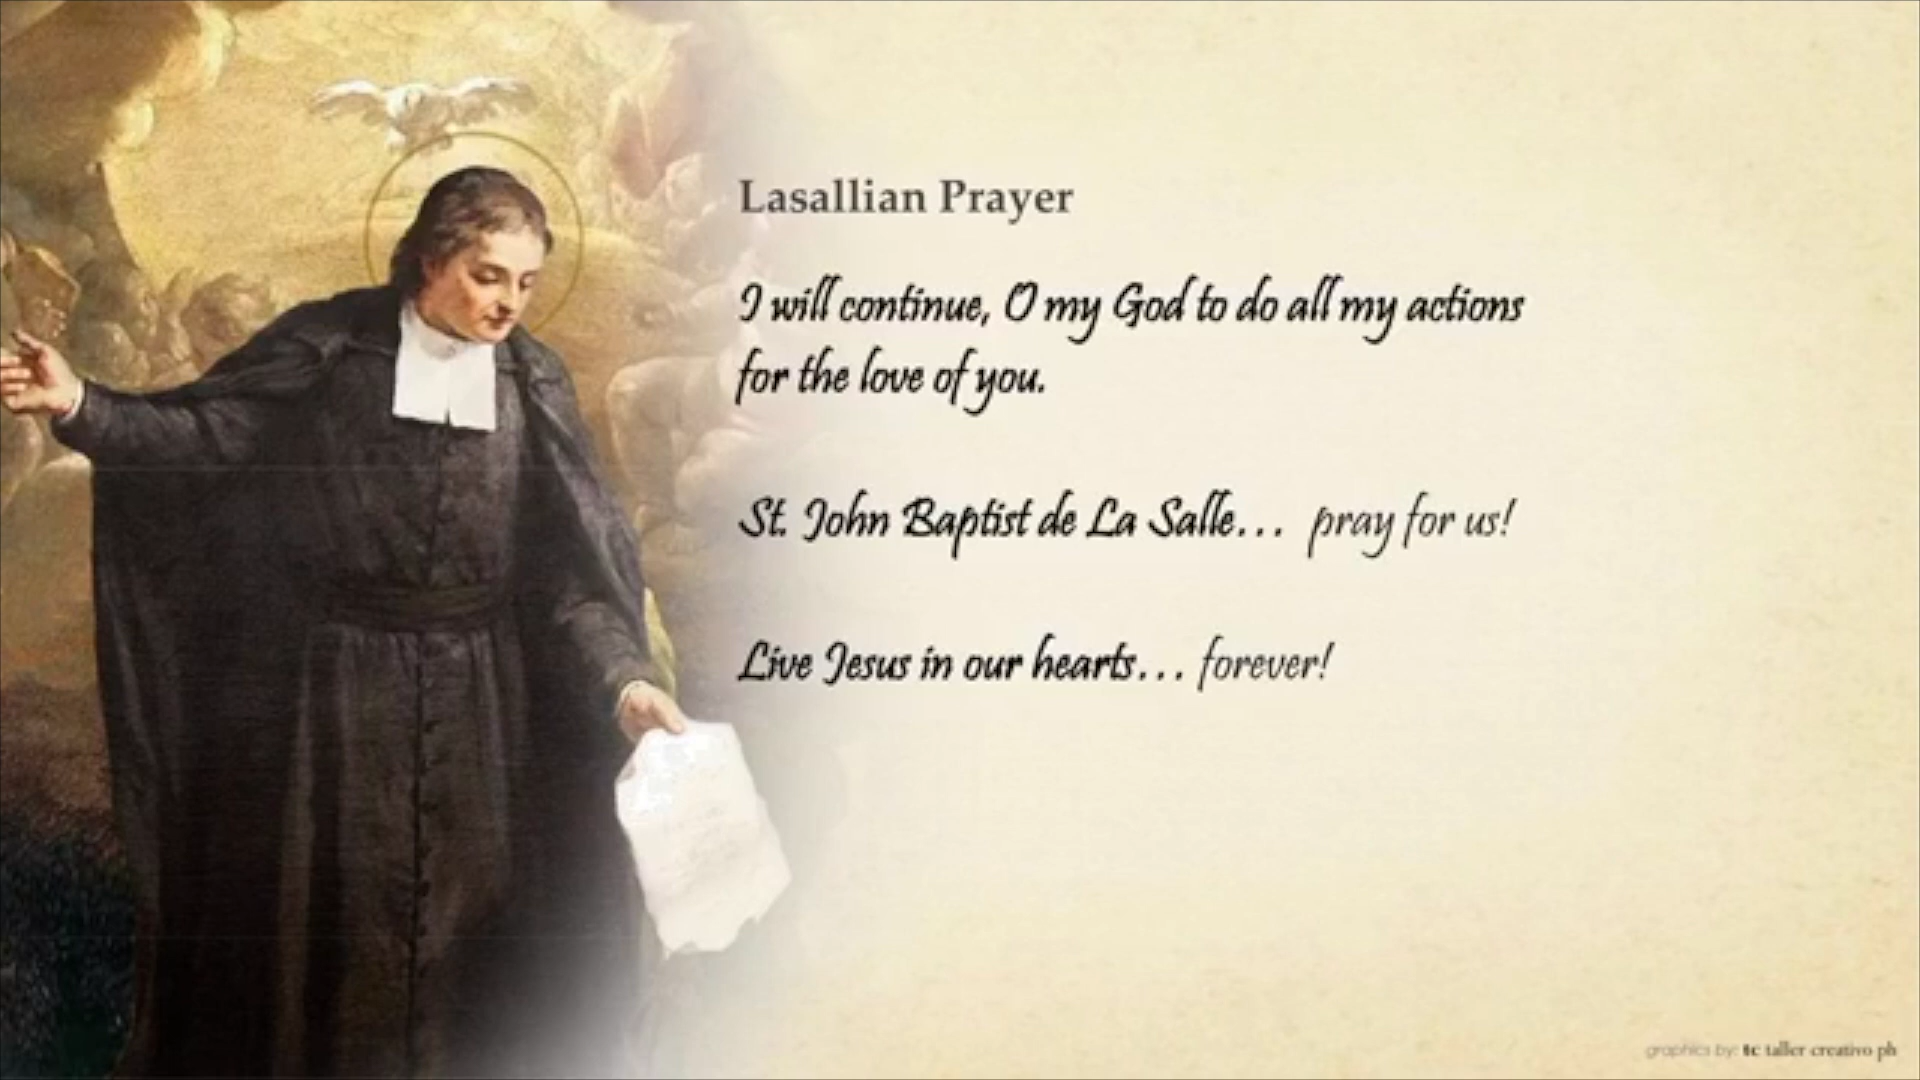 Lasallian Prayer
I will continue, O my God to do all my actions
for the love of you.
St. John Baptist de La Salle... pray for us!
Live Jesus in our hearts... forever!
graphics by: tc taller creativo ph